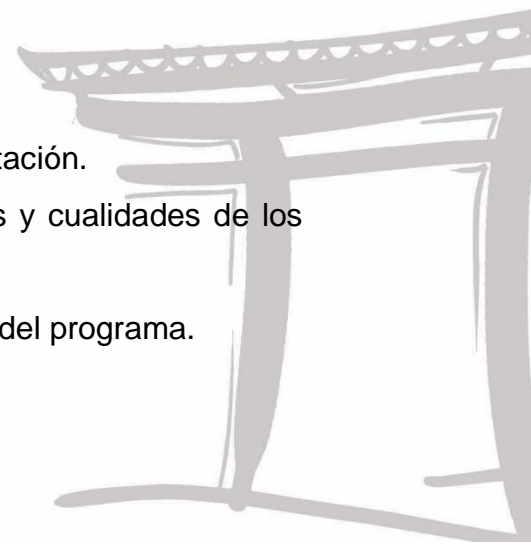 tación.
s y cualidades de los
del programa.